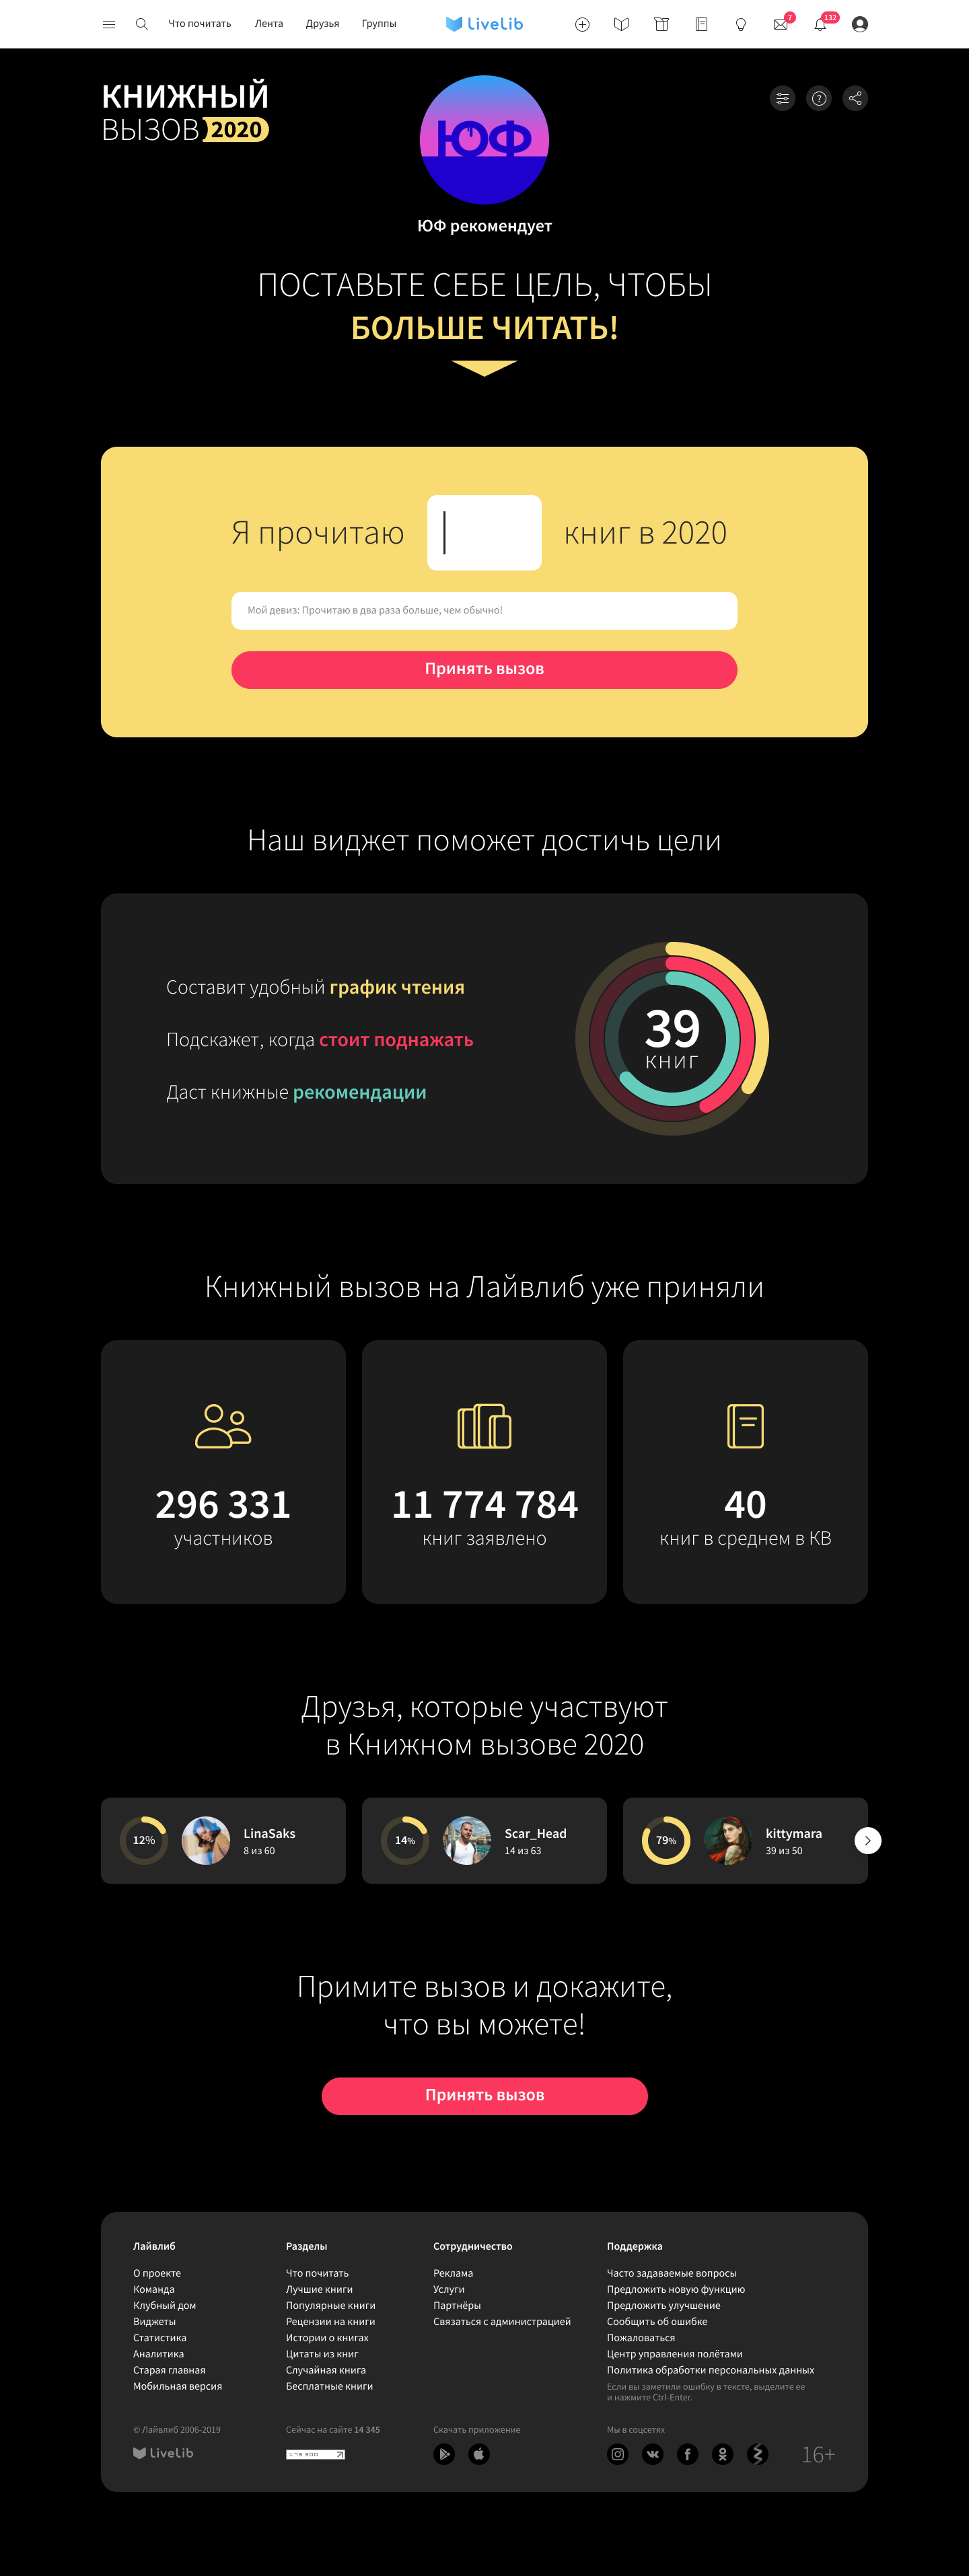 Что почитать Лента Друзья Группы LiveLib 7 132
КНИЖНЫЙ
ВЫЗОВ 2020
ЮФ
ЮФ рекомендует
ПОСТАВЬТЕ СЕБЕ ЦЕЛЬ, ЧТОБЫ
БОЛЬШЕ ЧИТАТЬ!
Я прочитаю книг в 2020
Мой девиз: Прочитаю в два раза больше, чем обычно!
Принять вызов
Наш виджет поможет достичь цели
Составит удобный график чтения
Подскажет, когда стоит поднажать
Даст книжные рекомендации
39
КНИГ
Книжный вызов на Лайвлиб уже приняли
296 331
участников
11 774 784
книг заявлено
40
книг в среднем в КВ
Друзья, которые участвуют
в Книжном вызове 2020
12%
LinaSaks
8 из 60
14%
Scar_Head
14 из 63
79%
kittymara
39 из 50
Примите вызов и докажите,
что вы можете!
Принять вызов
Лайвлиб
О проекте
Команда
Клубный дом
Виджеты
Статистика
Аналитика
Старая главная
Мобильная версия
Разделы
Что почитать
Лучшие книги
Популярные книги
Рецензии на книги
Истории о книгах
Цитаты из книг
Случайная книга
Бесплатные книги
Сотрудничество
Реклама
Услуги
Партнёры
Связаться с администрацией
Поддержка
Часто задаваемые вопросы
Предложить новую функцию
Предложить улучшение
Сообщить об ошибке
Пожаловаться
Центр управления полётами
Политика обработки персональных данных
Если вы заметили ошибку в тексте, выделите ее
и нажмите Ctrl-Enter.
© Лайвлиб 2006-2019
LiveLib
Сейчас на сайте 14 345
Скачать приложение
Мы в соцсетях
16+